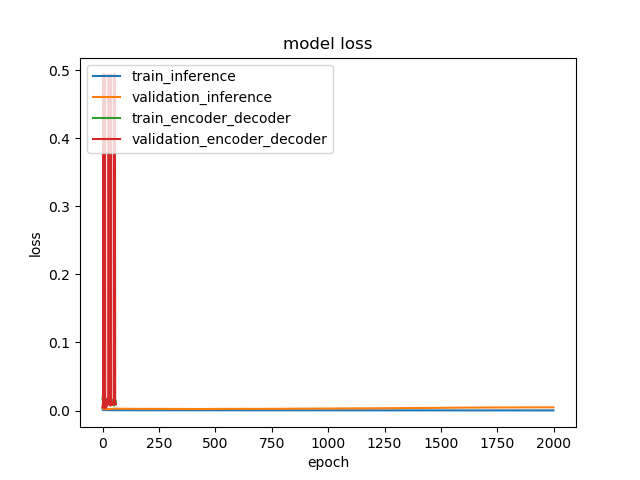 model loss
train_inference
validation_inference
train_encoder_decoder
validation_encoder_decoder
loss
0.5
0.4
0.3
0.2
0.1
0.0
0 250 500 750 1000 1250 1500 1750 2000
epoch